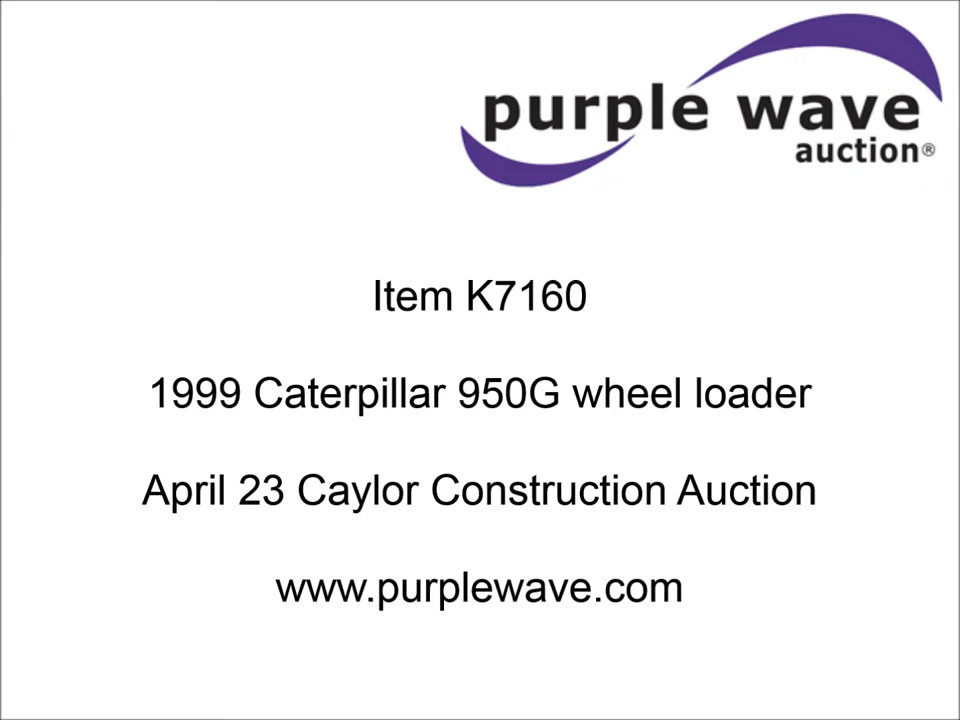 purple wave
auction®
Item K7160
1999 Caterpillar 950G wheel loader
April 23 Caylor Construction Auction
www.purplewave.com